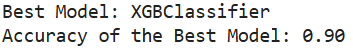 Best Model: XGBClassifier
Accuracy of the Best Model: 0.90